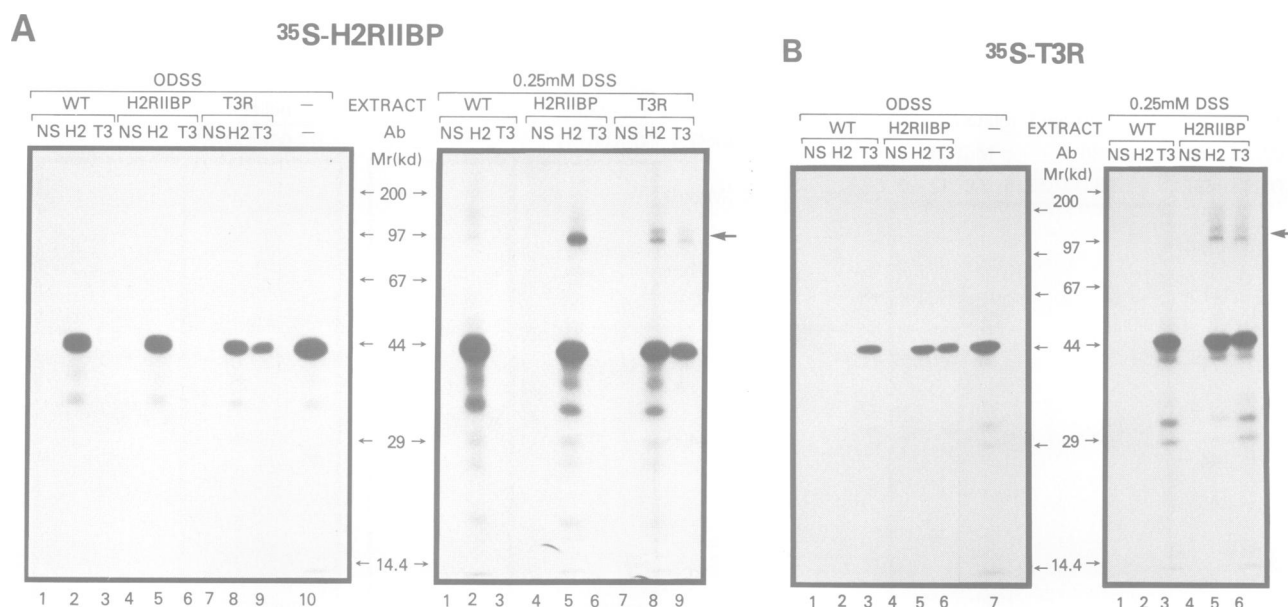 A
35S-H2RIIBP
ODSS
WT H2RIIBP T3R —
NS H2 T3 NS H2 T3 NS H2 T3 —
EXTRACT
Ab
Mr(kd)
0.25mM DSS
WT H2RIIBP T3R
NS H2 T3 NS H2 T3 NS H2 T3
← 200 →
← 97 →
← 67 →
← 44 →
← 29 →
← 14.4 →
1 2 3 4 5 6 7 8 9 10
1 2 3 4 5 6 7 8 9
B
35S-T3R
ODSS
WT H2RIIBP —
NS H2 T3 NS H2 T3 —
EXTRACT
Ab
Mr(kd)
0.25mM DSS
WT H2RIIBP
NS H2 T3 NS H2 T3
200
97
67
44
29
14.4
1 2 3 4 5 6 7
1 2 3 4 5 6